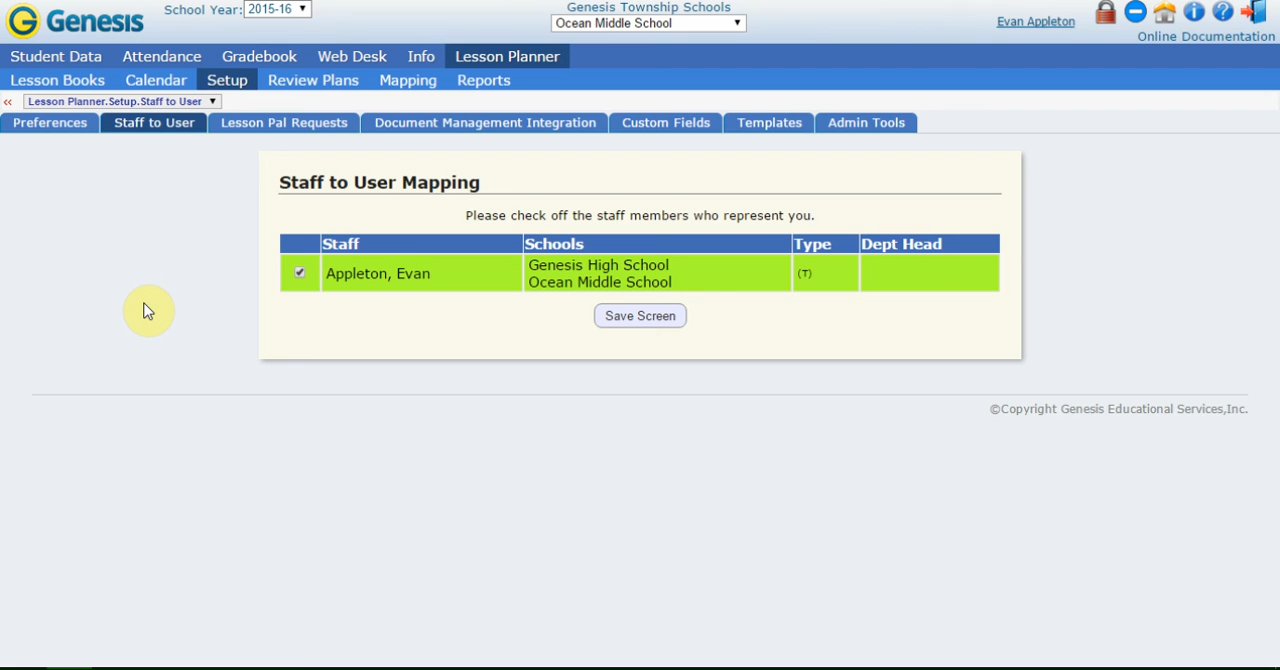 Genesis
School Year: 2015-16
Genesis Township Schools
Ocean Middle School
Evan Appleton
Online Documentation
Student Data Attendance Gradebook Web Desk Info Lesson Planner
Lesson Books Calendar Setup Review Plans Mapping Reports
« Lesson Planner.Setup.Staff to User
Preferences Staff to User Lesson Pal Requests Document Management Integration Custom Fields Templates Admin Tools
Staff to User Mapping
Please check off the staff members who represent you.
Staff Schools Type Dept Head
Appleton, Evan Genesis High School (T)
Ocean Middle School
Save Screen
©Copyright Genesis Educational Services,Inc.